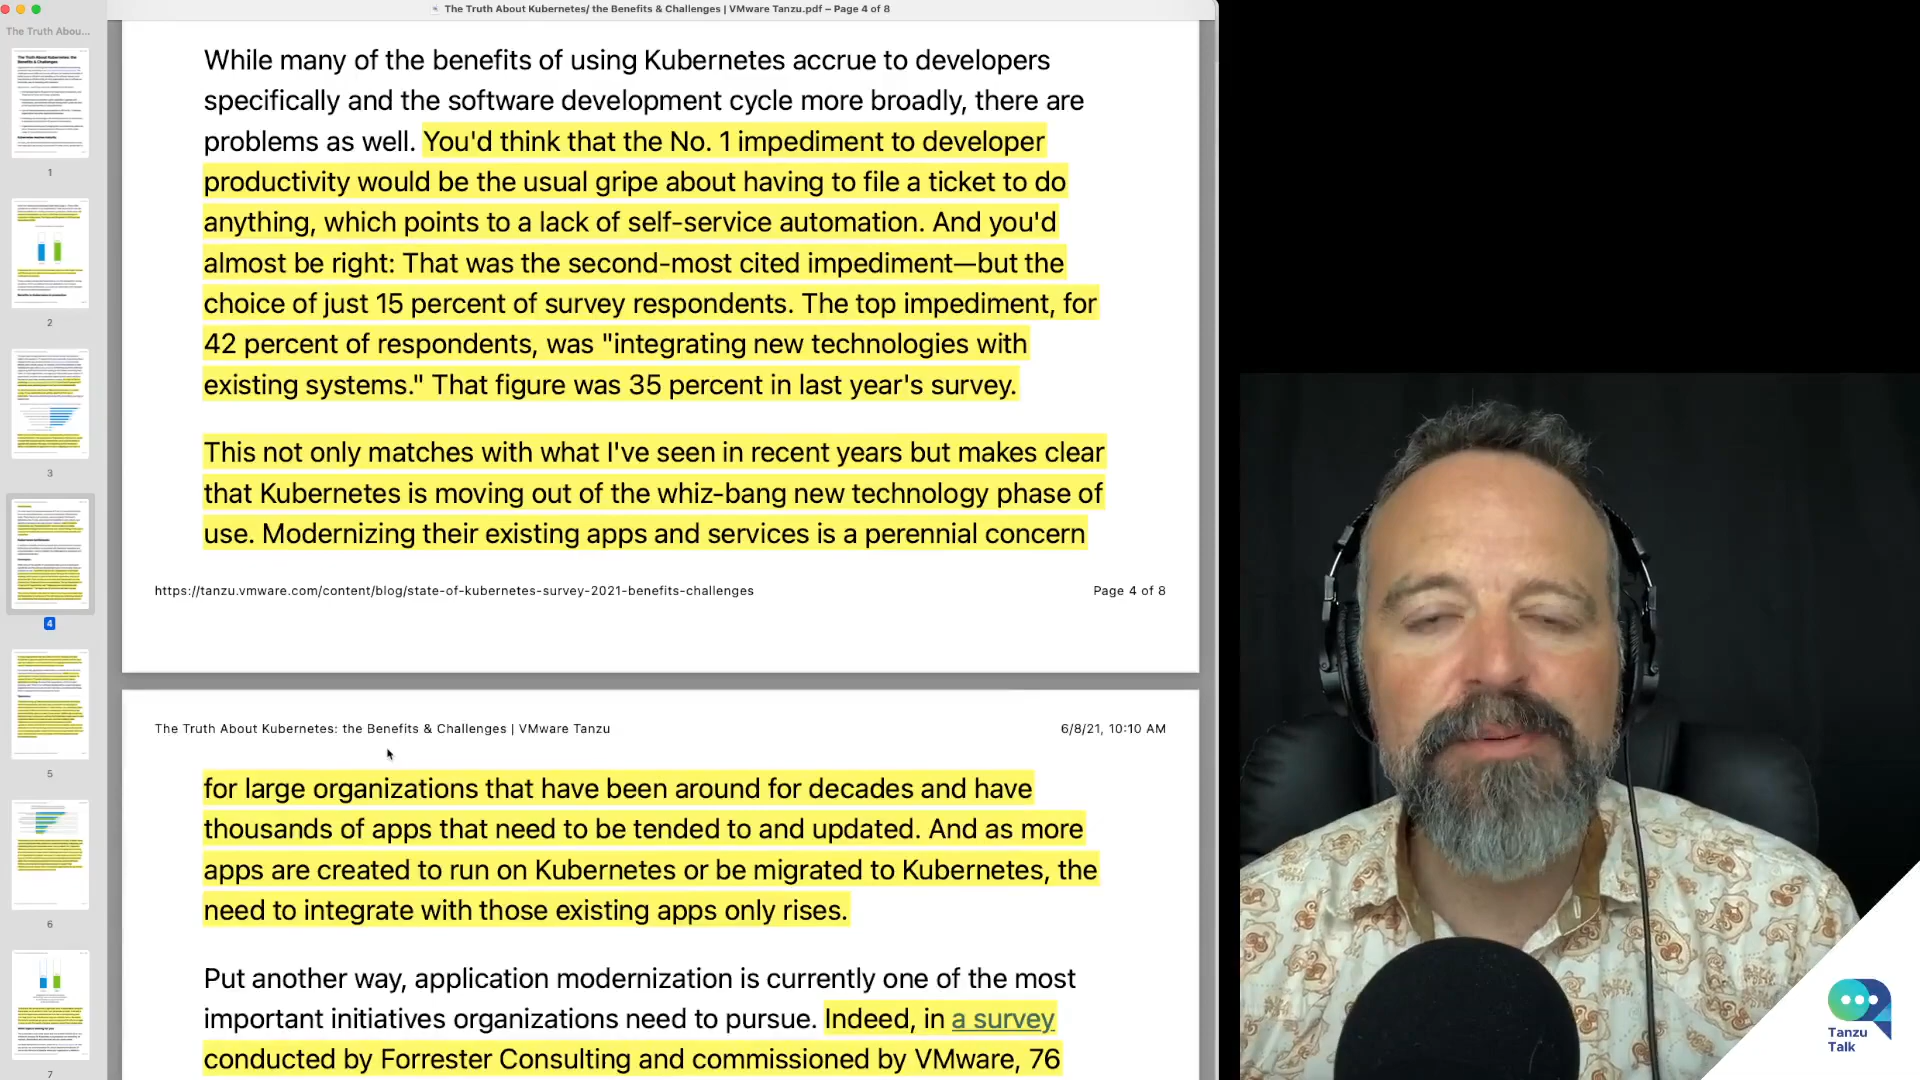 The Truth About Kubernetes/ the Benefits & Challenges | VMware Tanzu.pdf – Page 4 of 8
The Truth Abou...
1
2
3
4
5
6
7
While many of the benefits of using Kubernetes accrue to developers
specifically and the software development cycle more broadly, there are
problems as well. You'd think that the No. 1 impediment to developer
productivity would be the usual gripe about having to file a ticket to do
anything, which points to a lack of self-service automation. And you'd
almost be right: That was the second-most cited impediment—but the
choice of just 15 percent of survey respondents. The top impediment, for
42 percent of respondents, was "integrating new technologies with
existing systems." That figure was 35 percent in last year's survey.
This not only matches with what I've seen in recent years but makes clear
that Kubernetes is moving out of the whiz-bang new technology phase of
use. Modernizing their existing apps and services is a perennial concern
https://tanzu.vmware.com/content/blog/state-of-kubernetes-survey-2021-benefits-challenges
Page 4 of 8
The Truth About Kubernetes: the Benefits & Challenges | VMware Tanzu
6/8/21, 10:10 AM
for large organizations that have been around for decades and have
thousands of apps that need to be tended to and updated. And as more
apps are created to run on Kubernetes or be migrated to Kubernetes, the
need to integrate with those existing apps only rises.
Put another way, application modernization is currently one of the most
important initiatives organizations need to pursue. Indeed, in a survey
conducted by Forrester Consulting and commissioned by VMware, 76
Tanzu
Talk